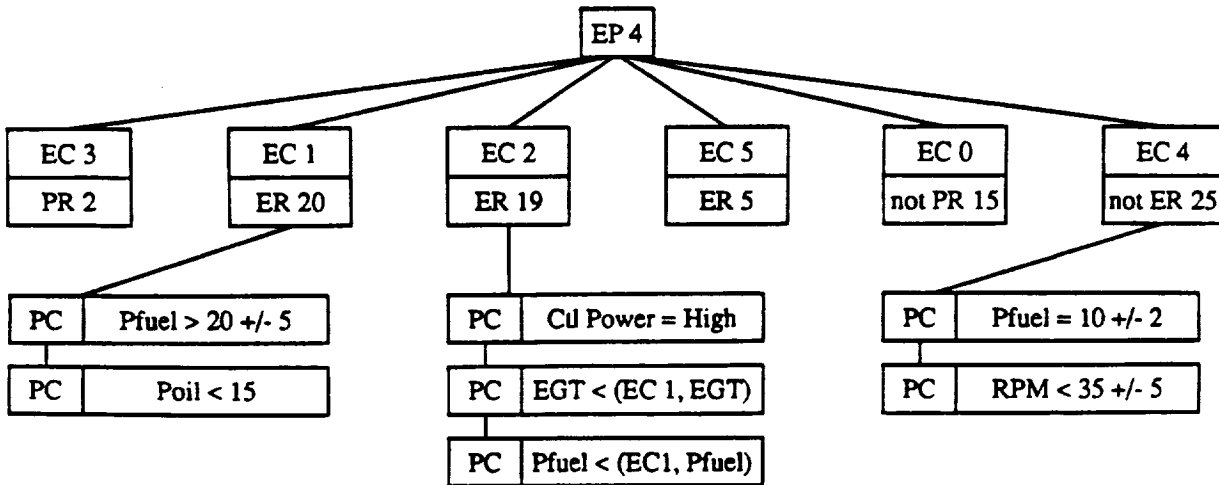 EP 4
EC 3
EC 1
EC 2
EC 5
EC 0
EC 4
PR 2
ER 20
ER 19
ER 5
not PR 15
not ER 25
PC Pfuel > 20 +/- 5
PC Ctl Power = High
PC Pfuel = 10 +/- 2
PC Poil < 15
PC EGT < (EC 1, EGT)
PC RPM < 35 +/- 5
PC Pfuel < (EC1, Pfuel)